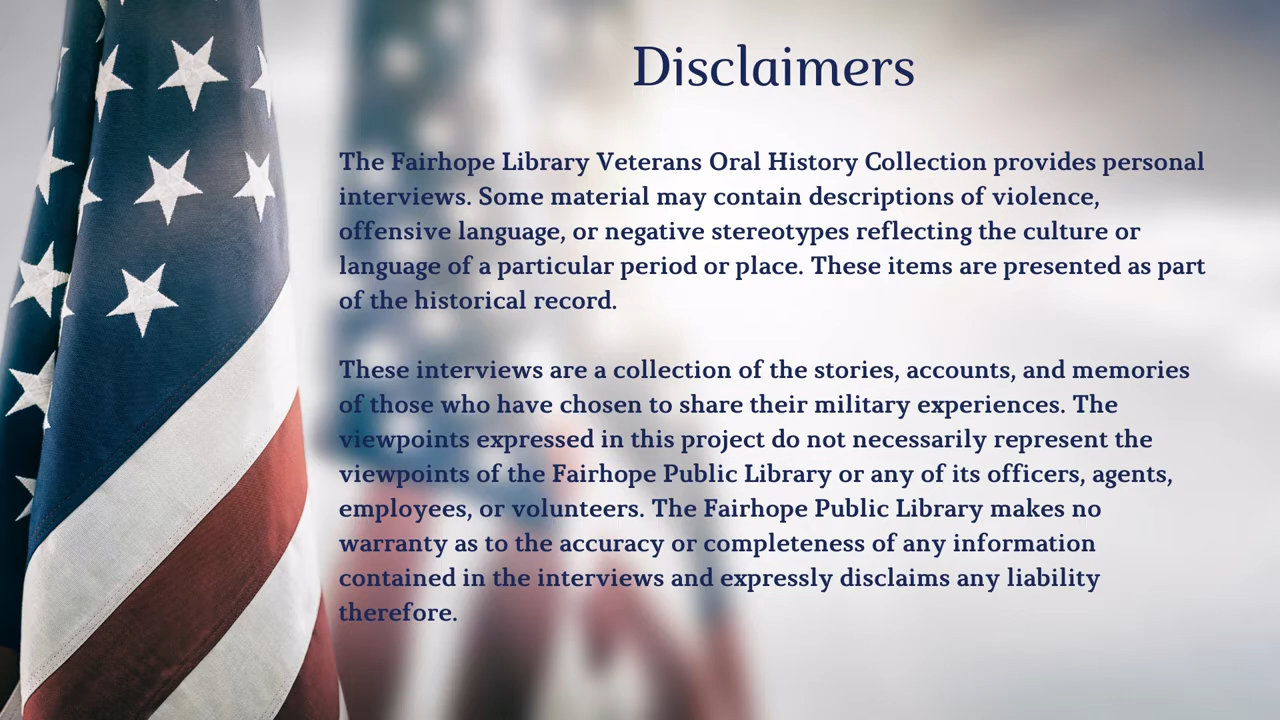 Disclaimers
The Fairhope Library Veterans Oral History Collection provides personal
interviews. Some material may contain descriptions of violence,
offensive language, or negative stereotypes reflecting the culture or
language of a particular period or place. These items are presented as part
of the historical record.
These interviews are a collection of the stories, accounts, and memories
of those who have chosen to share their military experiences. The
viewpoints expressed in this project do not necessarily represent the
viewpoints of the Fairhope Public Library or any of its officers, agents,
employees, or volunteers. The Fairhope Public Library makes no
warranty as to the accuracy or completeness of any information
contained in the interviews and expressly disclaims any liability
therefore.